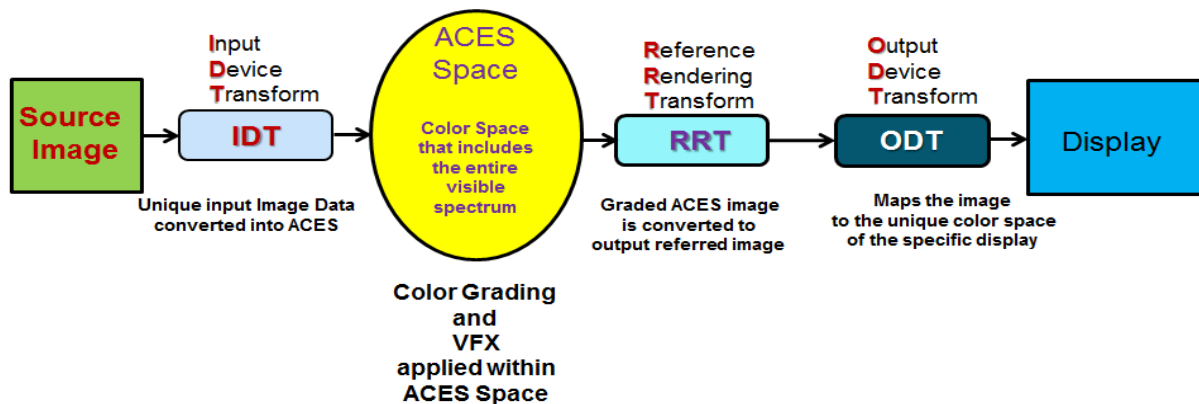 Source
Image
Input
Device
Transform
IDT
Unique input Image Data
converted into ACES
ACES
Space
Color Space
that includes
the entire
visible
spectrum
Color Grading
and
VFX
applied within
ACES Space
Reference
Rendering
Transform
RRT
Graded ACES image
is converted to
output referred image
Output
Device
Transform
ODT
Maps the image
to the unique color space
of the specific display
Display